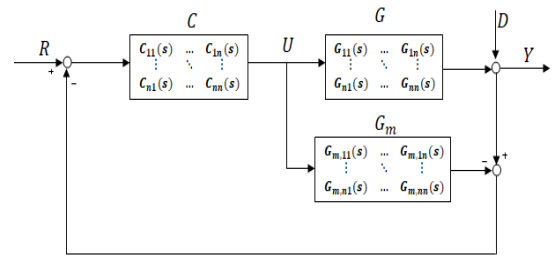 C
G
D
R
U
Y
+
−
C₁₁(s) ... C₁ₙ(s)
⋮ ⋱ ⋮
Cₙ₁(s) ... Cₙₙ(s)
G₁₁(s) ... G₁ₙ(s)
⋮ ⋱ ⋮
Gₙ₁(s) ... Gₙₙ(s)
Gₘ
− +
Gₘ,₁₁(s) ... Gₘ,₁ₙ(s)
⋮ ⋱ ⋮
Gₘ,ₙ₁(s) ... Gₘ,ₙₙ(s)